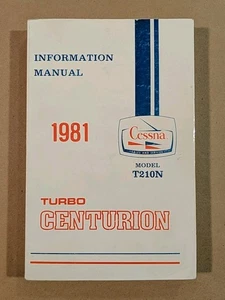 INFORMATION
MANUAL
1981
Cessna
MODEL
T210N
TURBO
CENTURION